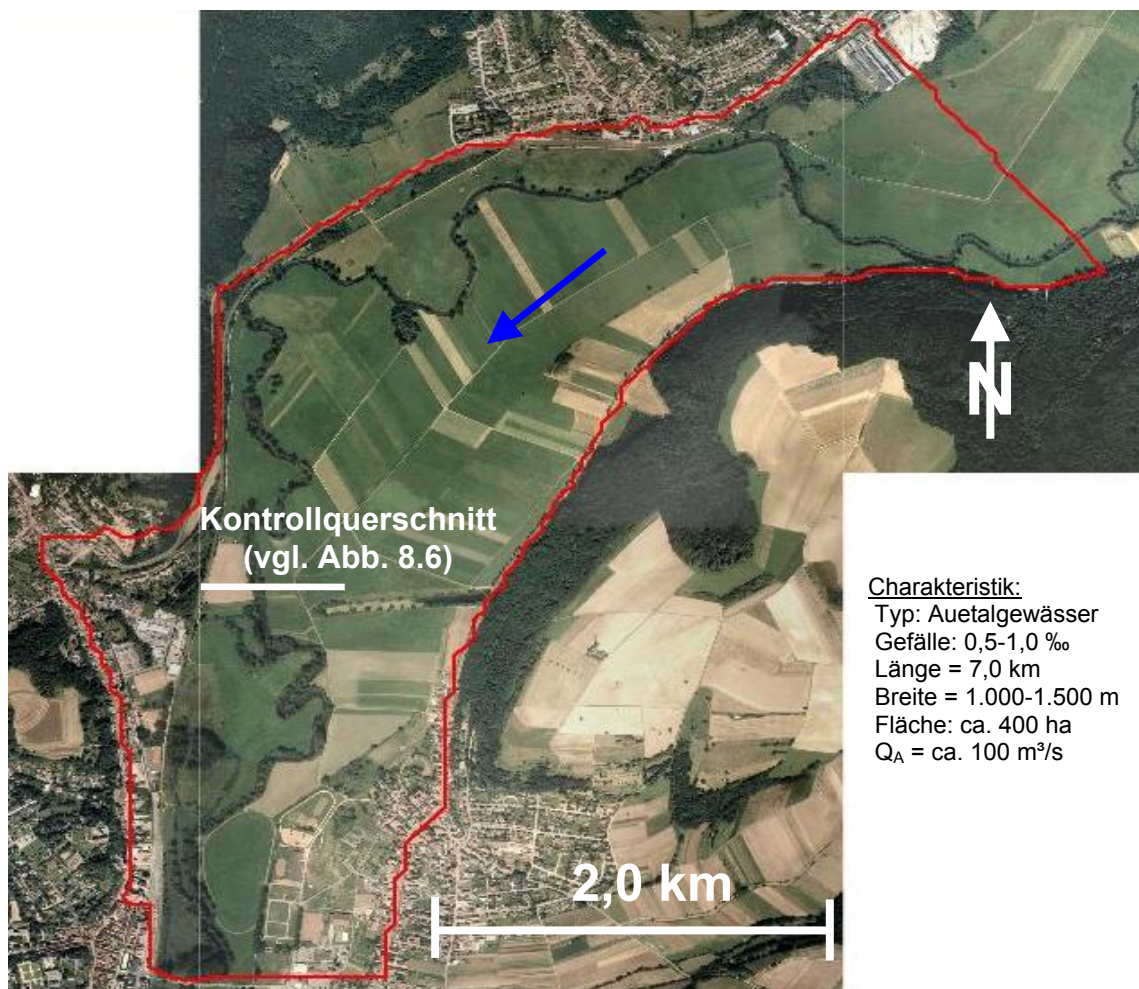 N
Kontrollquerschnitt
(vgl. Abb. 8.6)
Charakteristik:
Typ: Auetalgewässer
Gefälle: 0,5-1,0 ‰
Länge = 7,0 km
Breite = 1.000-1.500 m
Fläche: ca. 400 ha
Q_A = ca. 100 m³/s
2,0 km